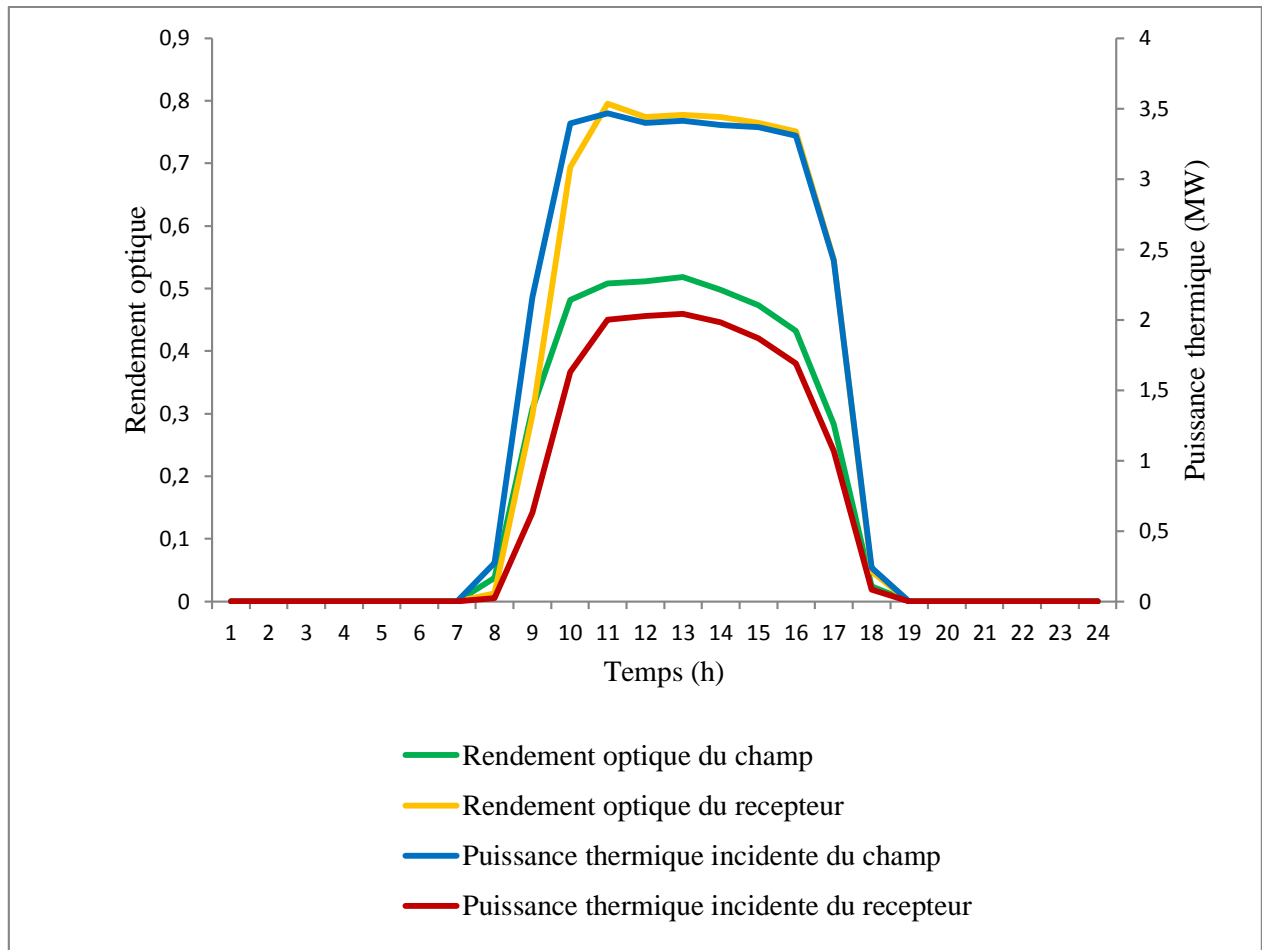 0,9
0,8
0,7
0,6
0,5
0,4
0,3
0,2
0,1
0
Rendement optique
4
3,5
3
2,5
2
1,5
1
0,5
0
Puissance thermique (MW)
1 2 3 4 5 6 7 8 9 10 11 12 13 14 15 16 17 18 19 20 21 22 23 24
Temps (h)
Rendement optique du champ
Rendement optique du recepteur
Puissance thermique incidente du champ
Puissance thermique incidente du recepteur